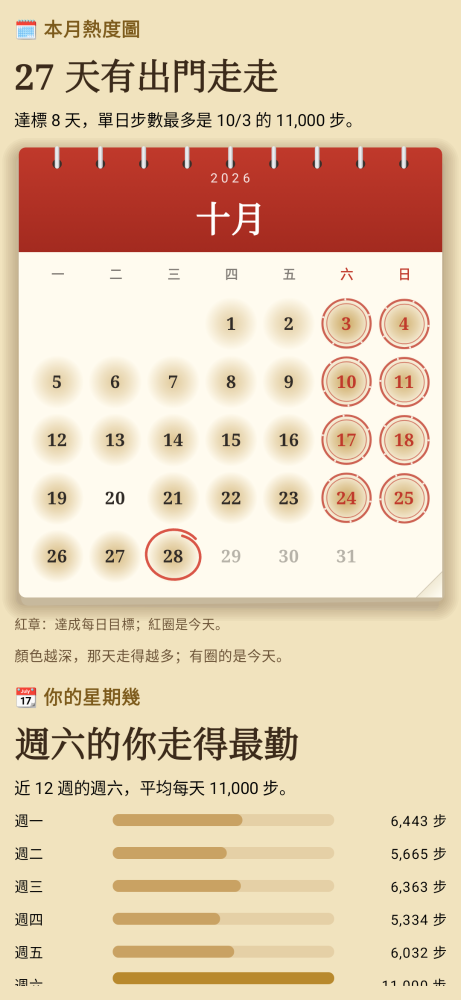 本月熱度圖
27 天有出門走走
達標 8 天，單日步數最多是 10/3 的 11,000 步。
2026
十月
一 二 三 四 五 六 日
1 2 3 4
5 6 7 8 9 10 11
12 13 14 15 16 17 18
19 20 21 22 23 24 25
26 27 28 29 30 31
紅章：達成每日目標；紅圈是今天。
顏色越深，那天走得越多；有圈的是今天。
你的星期幾
週六的你走得最勤
近 12 週的週六，平均每天 11,000 步。
週一 6,443 步
週二 5,665 步
週三 6,363 步
週四 5,334 步
週五 6,032 步
週六 11,000 步